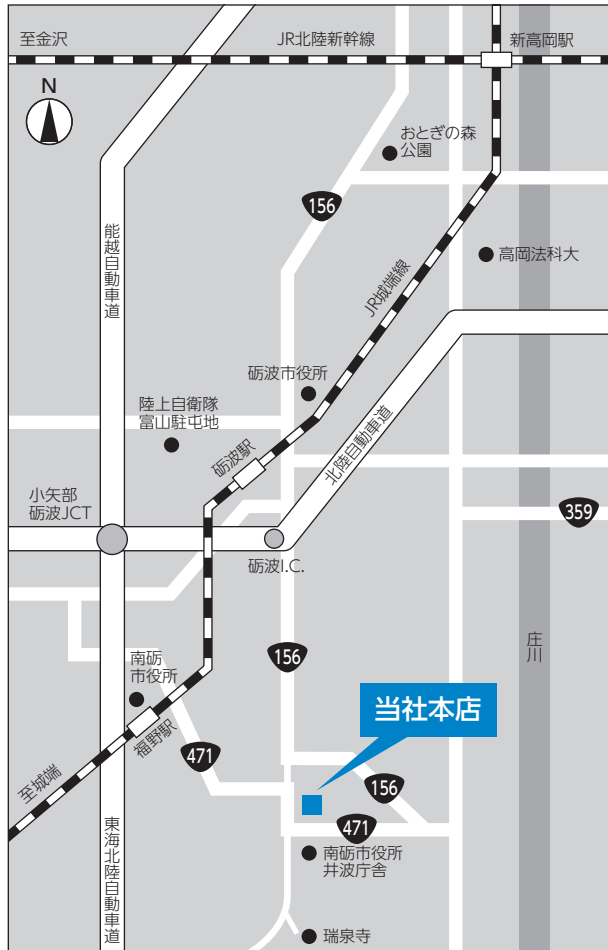 至金沢
JR北陸新幹線
新高岡駅
N
おとぎの森
公園
156
能越自動車道
高岡法科大
JR城端線
砺波市役所
陸上自衛隊
富山駐屯地
北陸自動車道
砺波駅
小矢部
砺波JCT
359
砺波I.C.
庄川
156
南砺
市役所
当社本店
福野駅
471
至城端
156
471
東海北陸自動車道
南砺市役所
井波庁舎
瑞泉寺